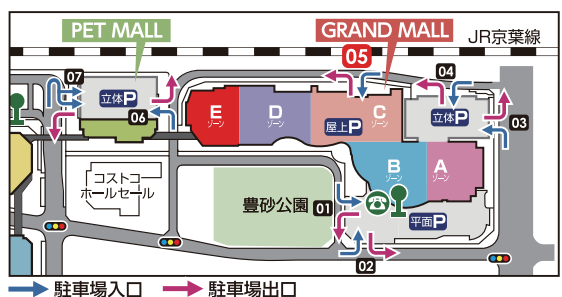 PET MALL
GRAND MALL
JR京葉線
05
07
04
立体P
06
03
E
ゾーン
D
ゾーン
C
ゾーン
屋上P
立体P
B
ゾーン
A
ゾーン
コストコ
ホールセール
豊砂公園
01
平面P
02
駐車場入口
駐車場出口